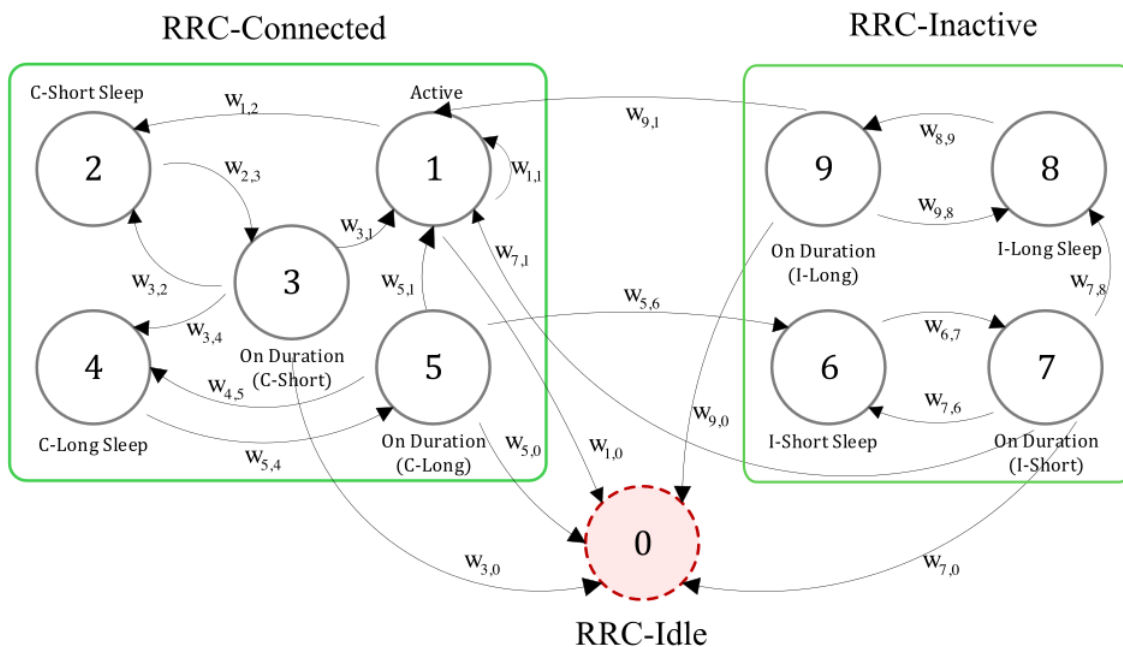 RRC-Connected
RRC-Inactive
C-Short Sleep
Active
W1,2
W9,1
W8,9
2
1
9
8
W2,3
W1,1
W3,1
W9,8
W7,1
On Duration
(I-Long)
I-Long Sleep
3
W3,2
W5,1
W5,6
W7,8
W3,4
W6,7
On Duration
(C-Short)
4
5
6
7
W4,5
W7,6
W9,0
C-Long Sleep
On Duration
(C-Long)
W5,0
W1,0
I-Short Sleep
On Duration
(I-Short)
W5,4
0
W3,0
W7,0
RRC-Idle